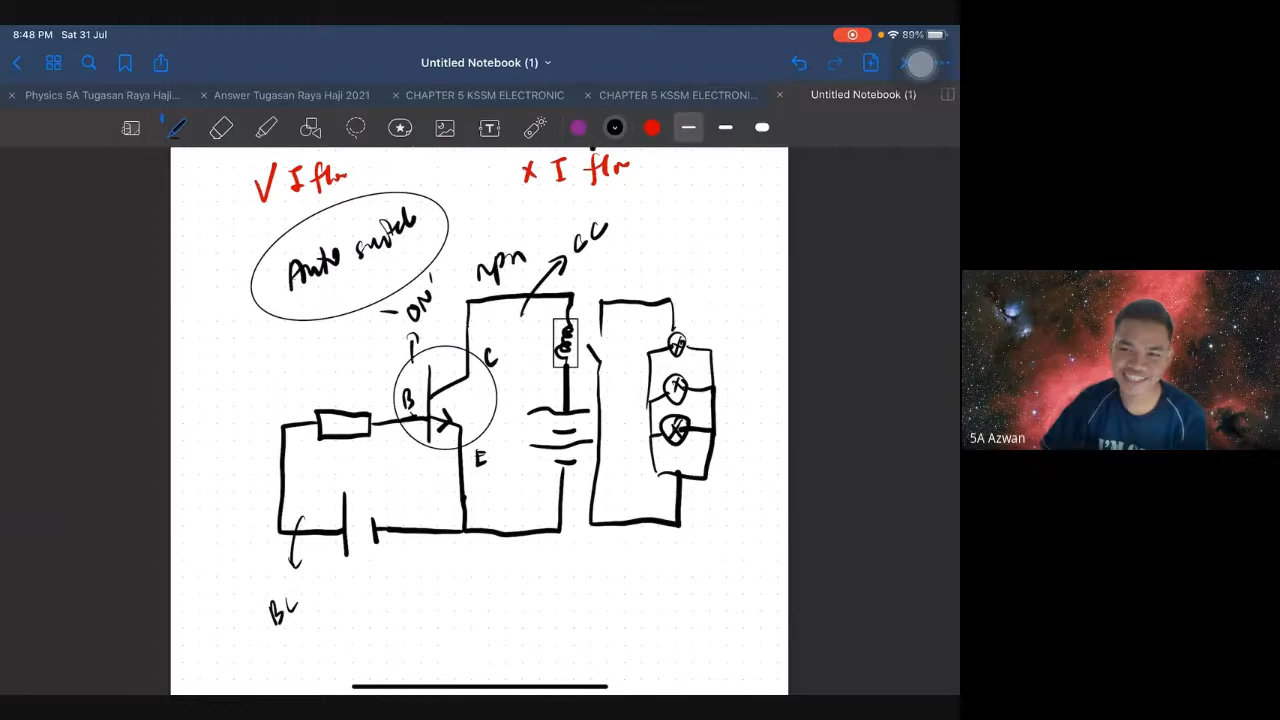 8:48 PM Sat 31 Jul
89%
Untitled Notebook (1)
Physics 5A Tugasan Raya Haji...
Answer Tugasan Raya Haji 2021
CHAPTER 5 KSSM ELECTRONIC
CHAPTER 5 KSSM ELECTRONI...
Untitled Notebook (1)
I flow
x I flow
Auto switch
npn
CC
'ON'
C
B
E
BC
5A Azwan